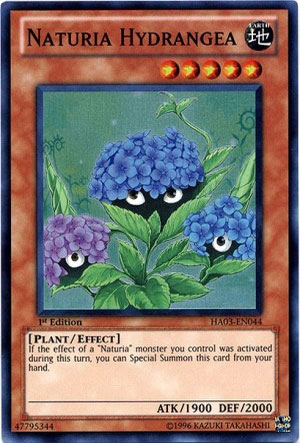 NATURIA HYDRANGEA
EARTH
地
1st Edition
HA03-EN044
[PLANT/EFFECT]
If the effect of a "Naturia" monster you control was activated
during this turn, you can Special Summon this card from your
hand.
ATK/1900 DEF/2000
47795344
©1996 KAZUKI TAKAHASHI